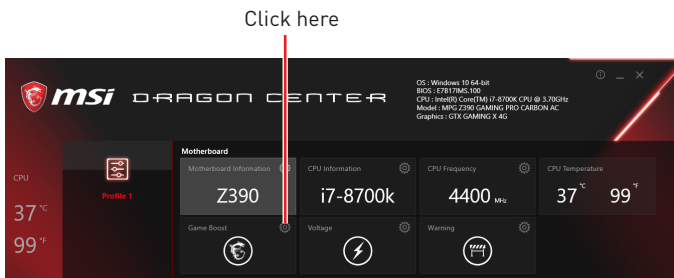 Click here
msi DRAGON CENTER
OS : Windows 10 64-bit
BIOS : E7B17IMS.100
CPU : Intel(R) Core(TM) i7-8700K CPU @ 3.70GHz
Model : MPG Z390 GAMING PRO CARBON AC
Graphics : GTX GAMING X 4G
CPU
37 °C
99 °F
Profile 1
Motherboard
Motherboard Information
Z390
CPU Information
i7-8700k
CPU Frequency
4400 MHz
CPU Temperature
37 °C 99 °F
Game Boost
Voltage
Warning